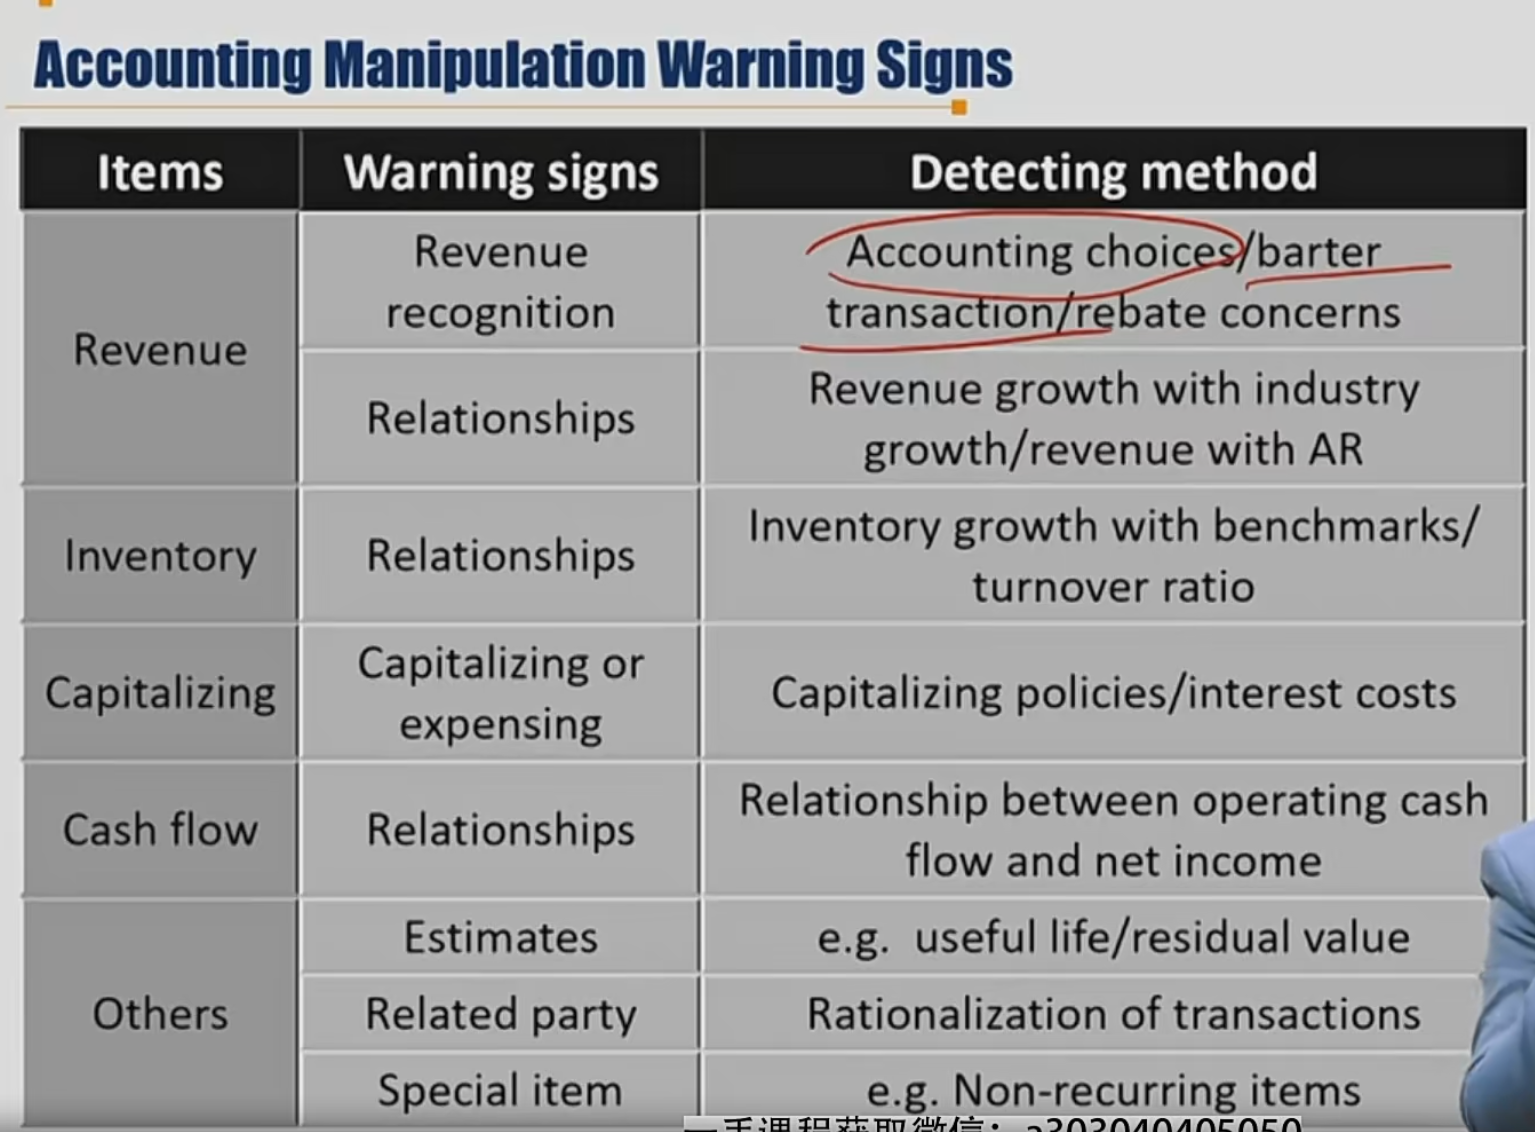 Accounting Manipulation Warning Signs
Items
Warning signs
Detecting method
Revenue
Revenue
recognition
Accounting choices/barter
transaction/rebate concerns
Relationships
Revenue growth with industry
growth/revenue with AR
Inventory
Relationships
Inventory growth with benchmarks/
turnover ratio
Capitalizing
Capitalizing or
expensing
Capitalizing policies/interest costs
Cash flow
Relationships
Relationship between operating cash
flow and net income
Others
Estimates
e.g. useful life/residual value
Related party
Rationalization of transactions
Special item
e.g. Non-recurring items
一手课程获取微信：a303040405050